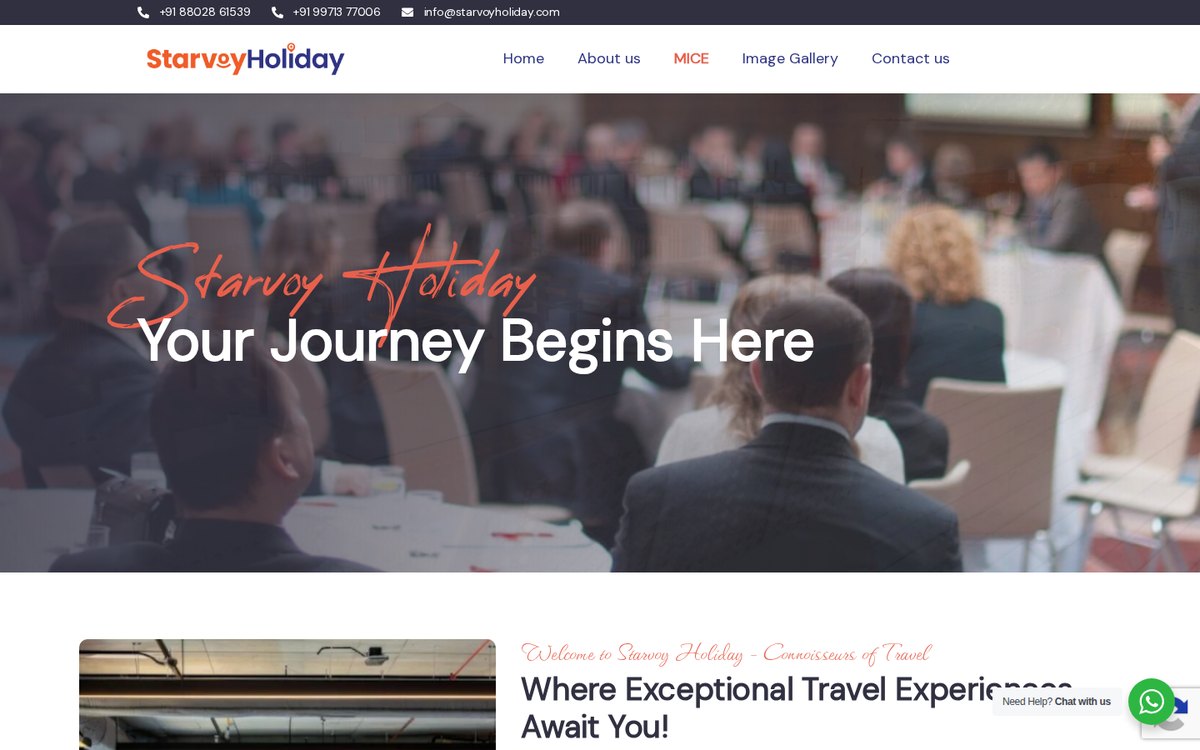 +91 88028 61539 +91 99713 77006 info@starvoyholiday.com
StarvoyHoliday
Home About us MICE Image Gallery Contact us
Starvoy Holiday
Your Journey Begins Here
Welcome to Starvoy Holiday - Connoisseurs of Travel
Where Exceptional Travel Experiences
Await You!
Need Help? Chat with us